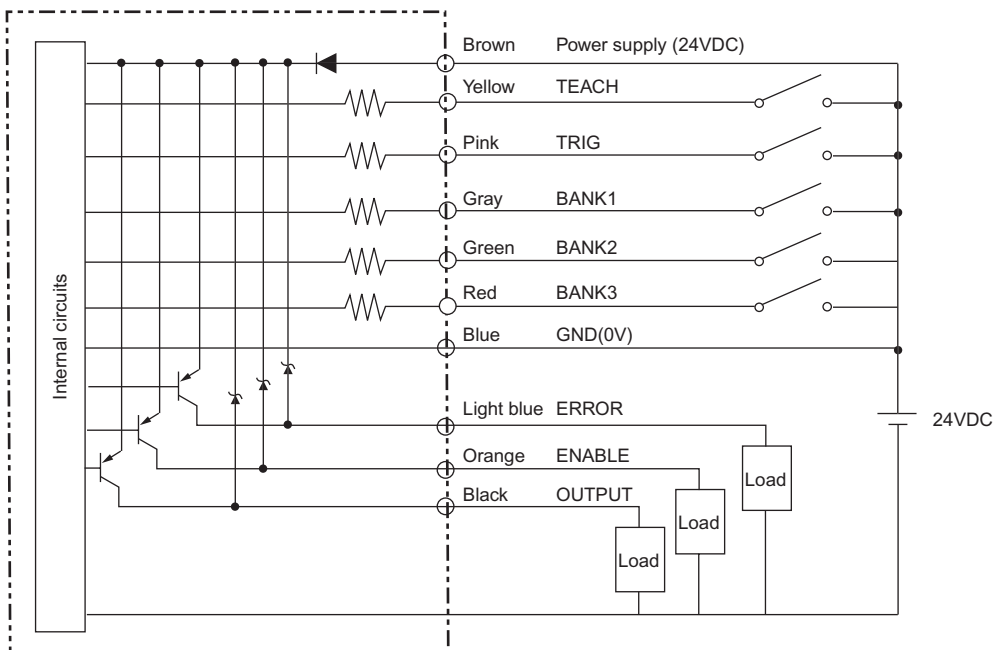 Brown Power supply (24VDC)
Yellow TEACH
Pink TRIG
Gray BANK1
Green BANK2
Red BANK3
Blue GND(0V)
Internal circuits
Light blue ERROR
24VDC
Orange ENABLE
Load
Black OUTPUT
Load
Load